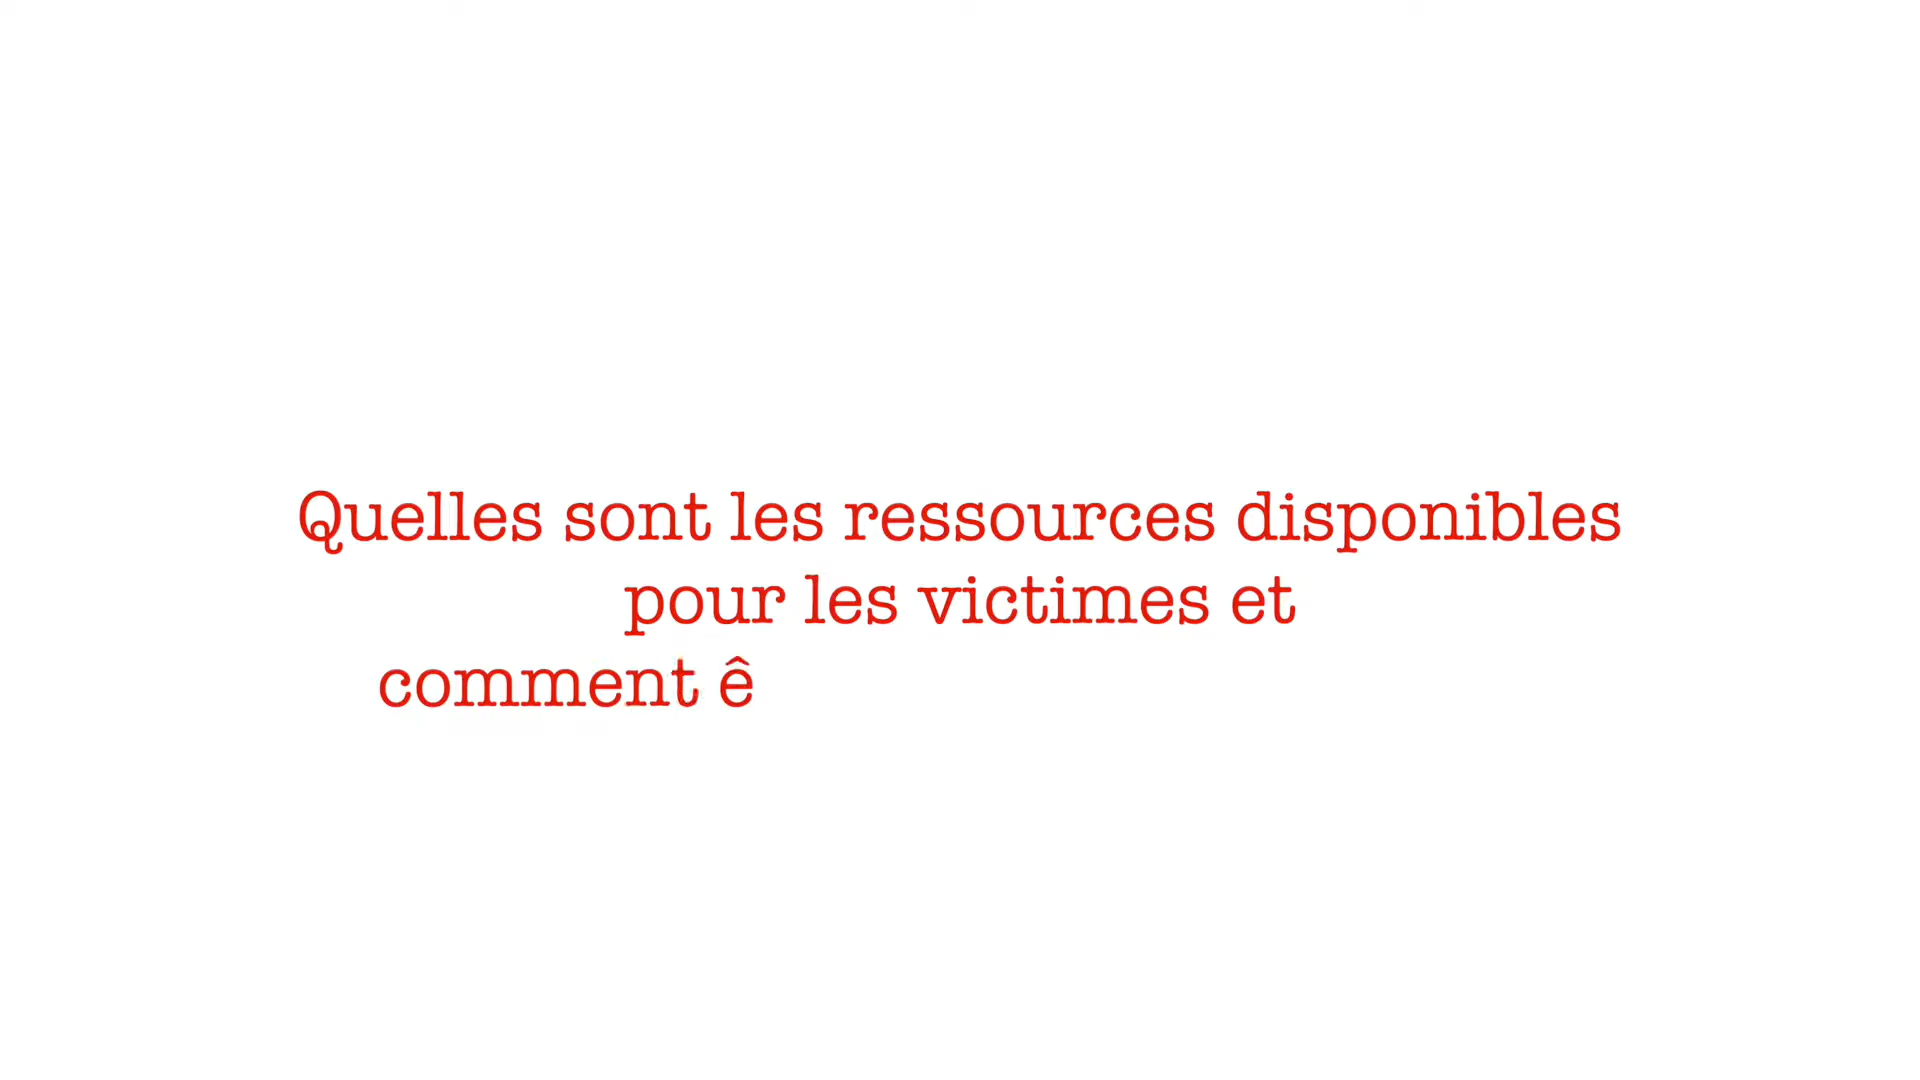 Quelles sont les ressources disponibles
pour les victimes et
comment ê